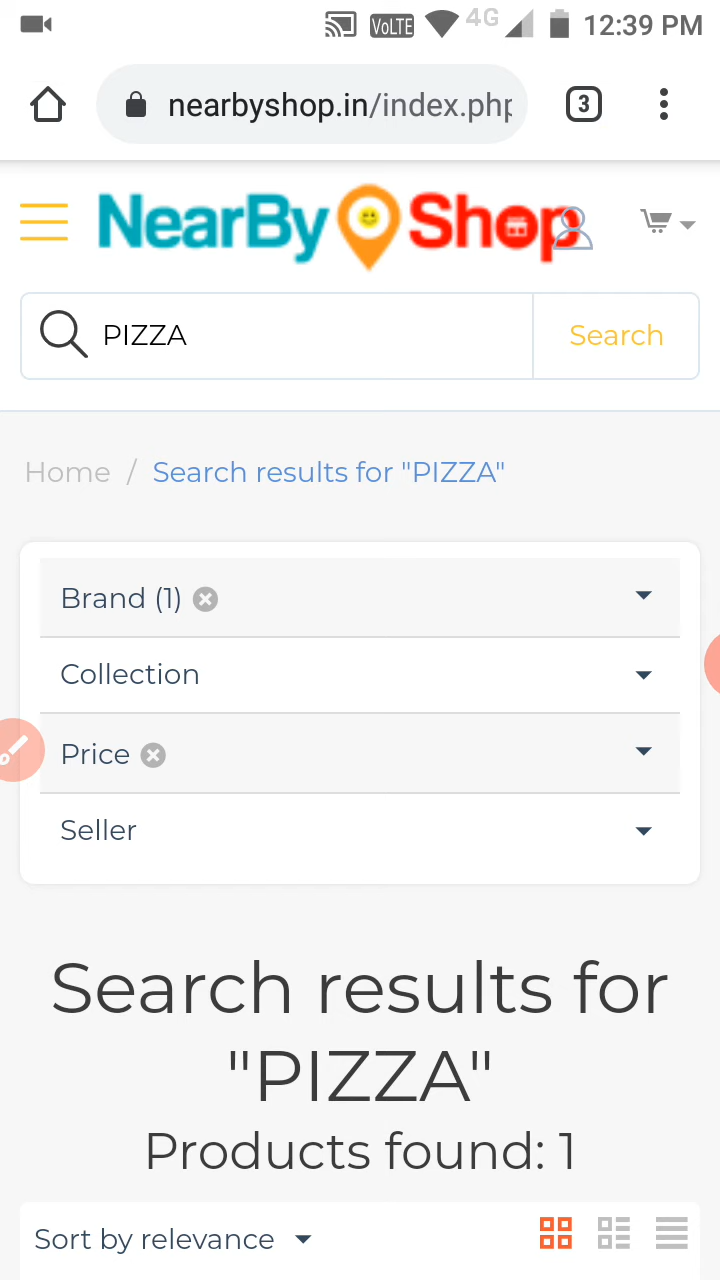 VoLTE 4G 12:39 PM
nearbyshop.in/index.php 3
NearBy Shop
PIZZA Search
Home / Search results for "PIZZA"
Brand (1)
Collection
Price
Seller
Search results for
"PIZZA"
Products found: 1
Sort by relevance